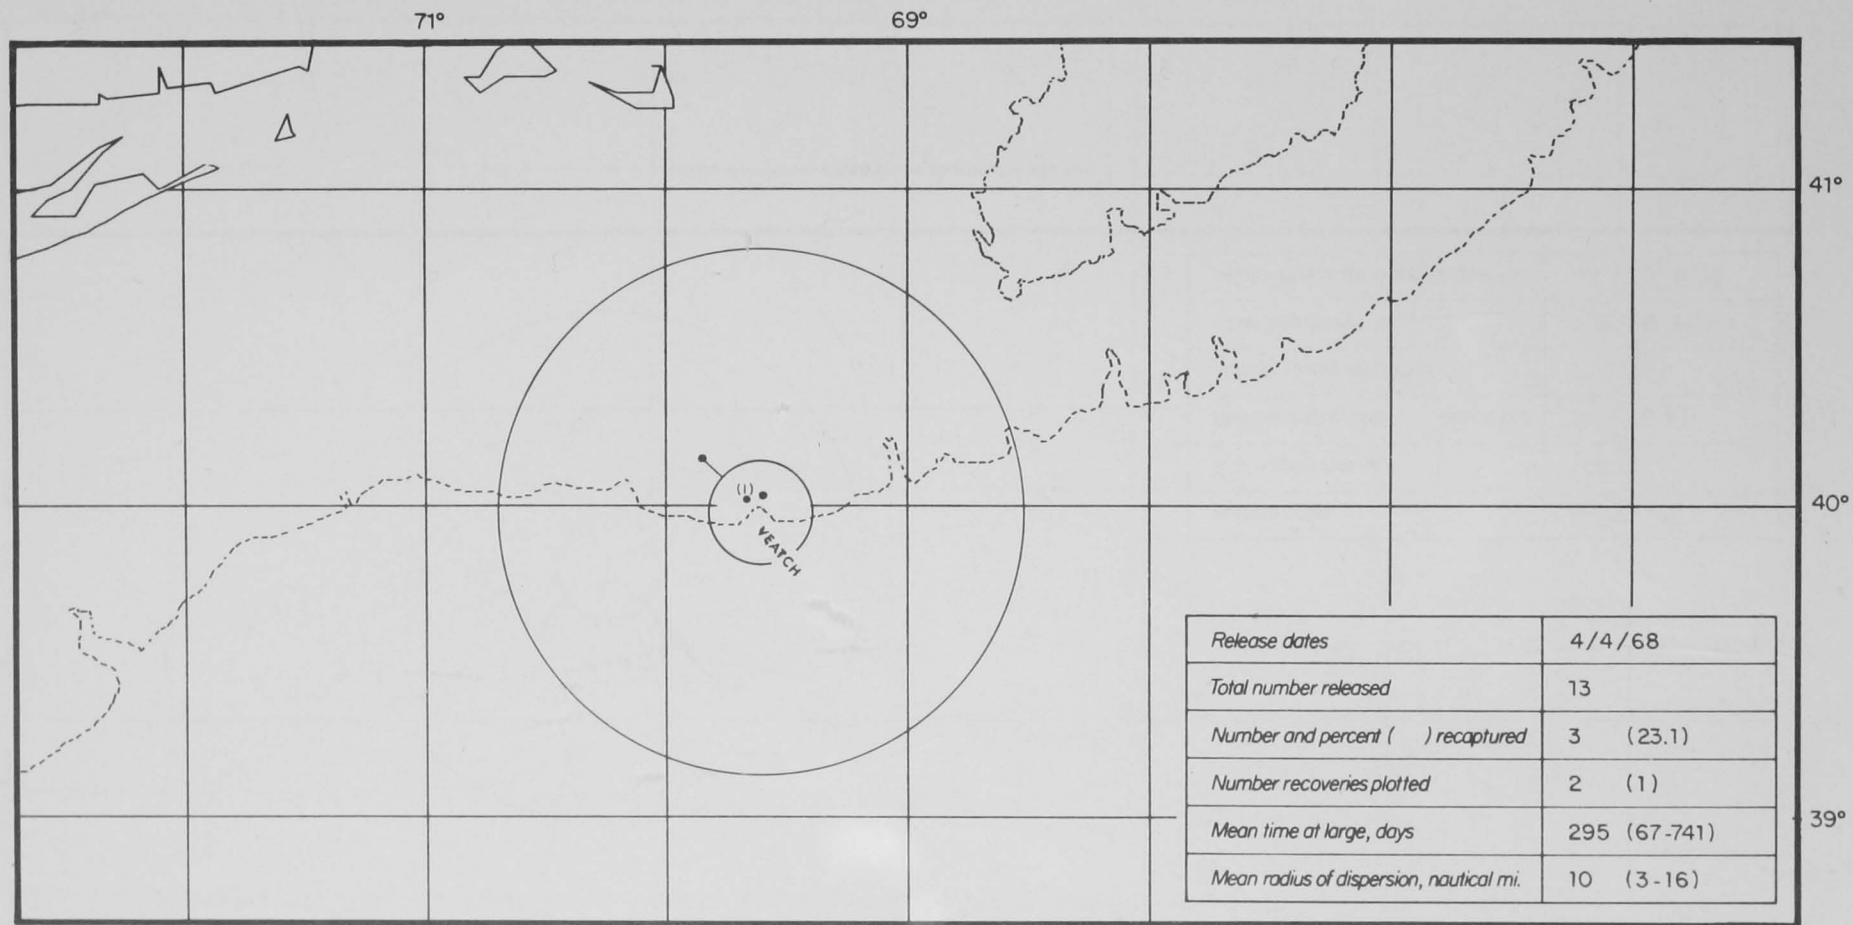 71° 69°
41°
(1)
40°
VEATCH
Release dates 4/4/68
Total number released 13
Number and percent ( ) recaptured 3 (23.1)
Number recoveries plotted 2 (1)
39°
Mean time at large, days 295 (67-741)
Mean radius of dispersion, nautical mi. 10 (3-16)